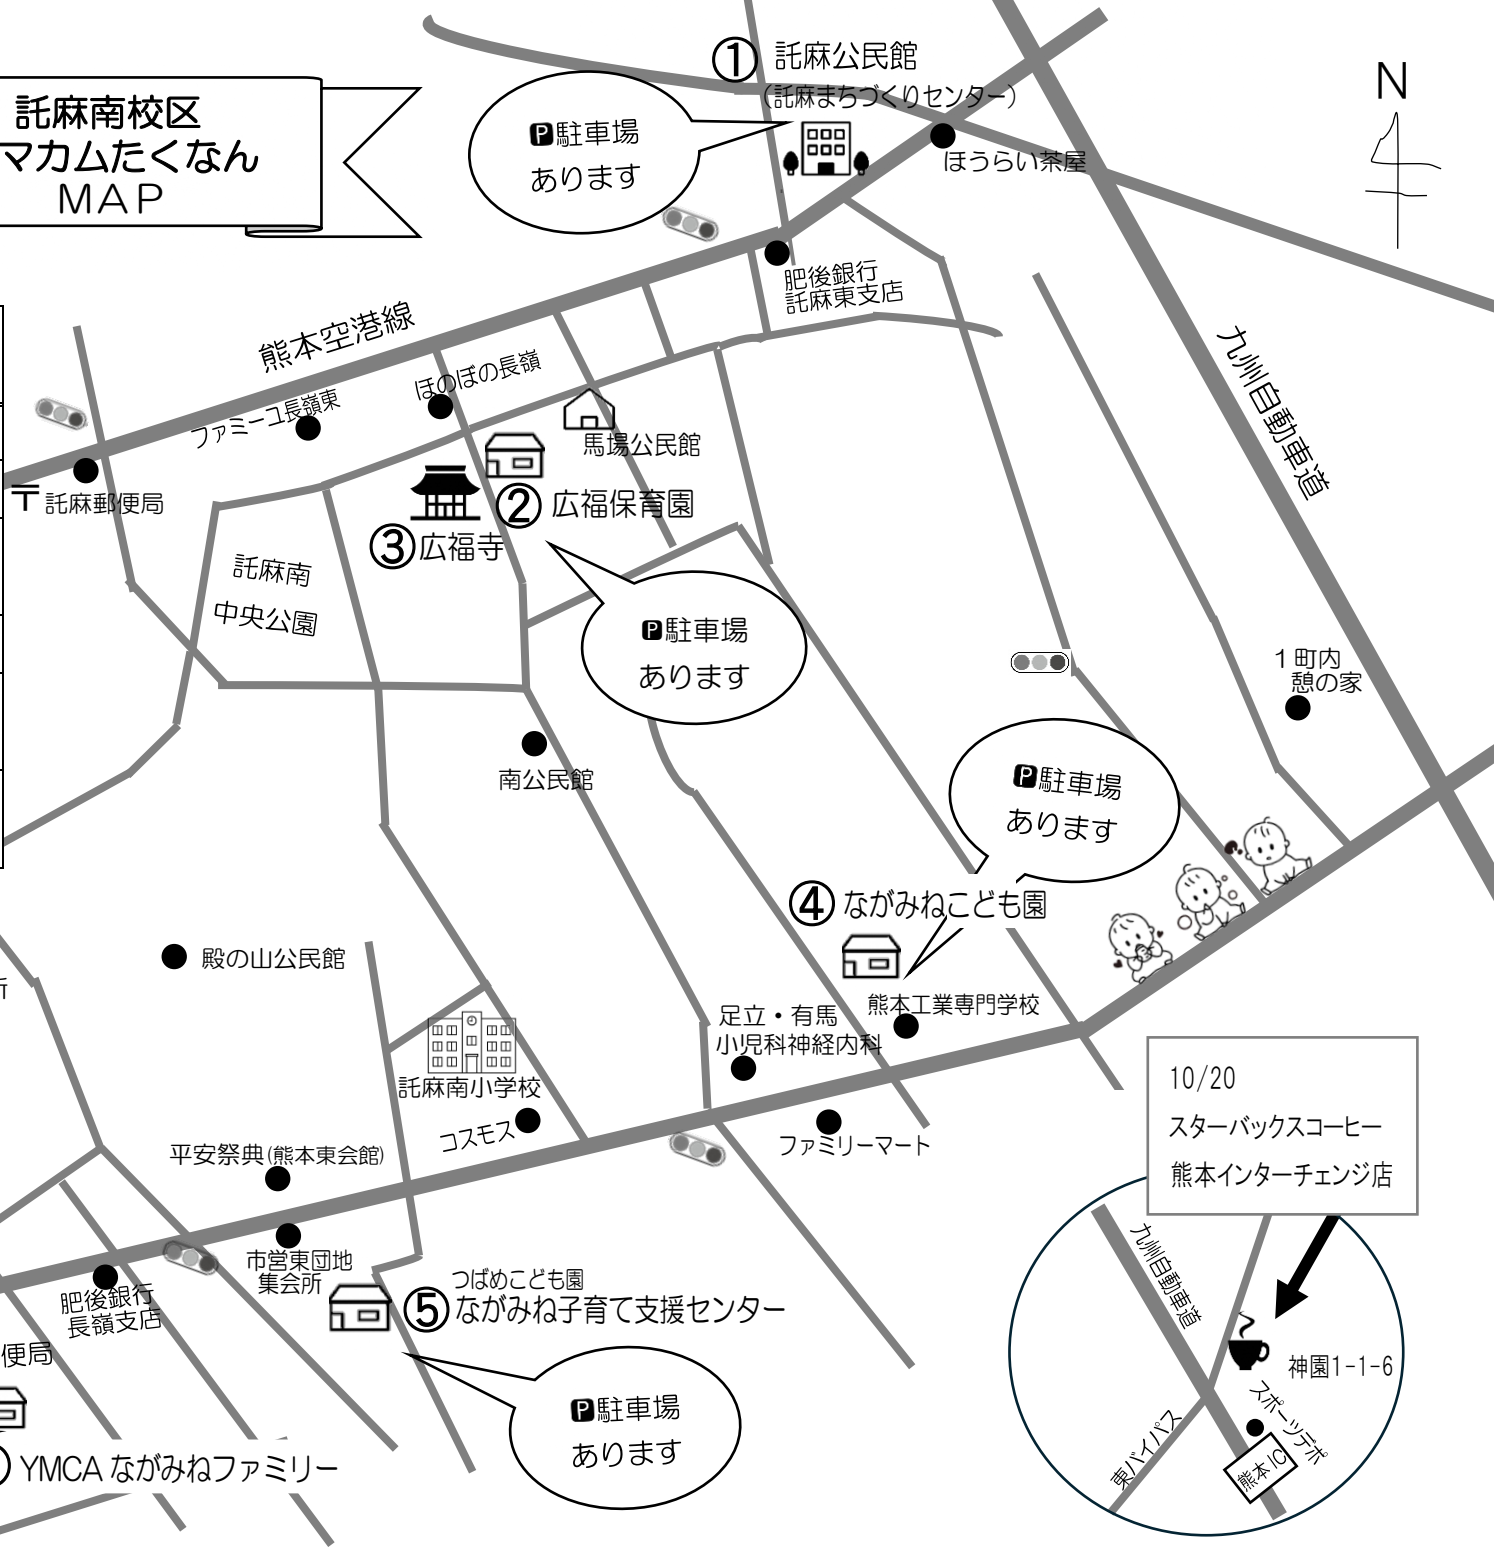 託麻南校区
マカムたくなん
MAP
① 託麻公民館
（託麻まちづくりセンター）
P駐車場
あります
N
ほうらい茶屋
肥後銀行
託麻東支店
熊本空港線
九州自動車道
ほのぼの長嶺
ファミーユ長嶺東
馬場公民館
〒託麻郵便局
② 広福保育園
③ 広福寺
託麻南
中央公園
P駐車場
あります
1町内
憩の家
南公民館
P駐車場
あります
④ ながみねこども園
殿の山公民館
所
熊本工業専門学校
足立・有馬
小児科神経内科
託麻南小学校
コスモス
ファミリーマート
平安祭典(熊本東会館)
市営東団地
集会所
肥後銀行
長嶺支店
便局
つばめこども園
⑤ ながみね子育て支援センター
P駐車場
あります
YMCA ながみねファミリー
10/20
スターバックスコーヒー
熊本インターチェンジ店
九州自動車道
神園1-1-6
スポーツデポ
東バイパス
熊本IC